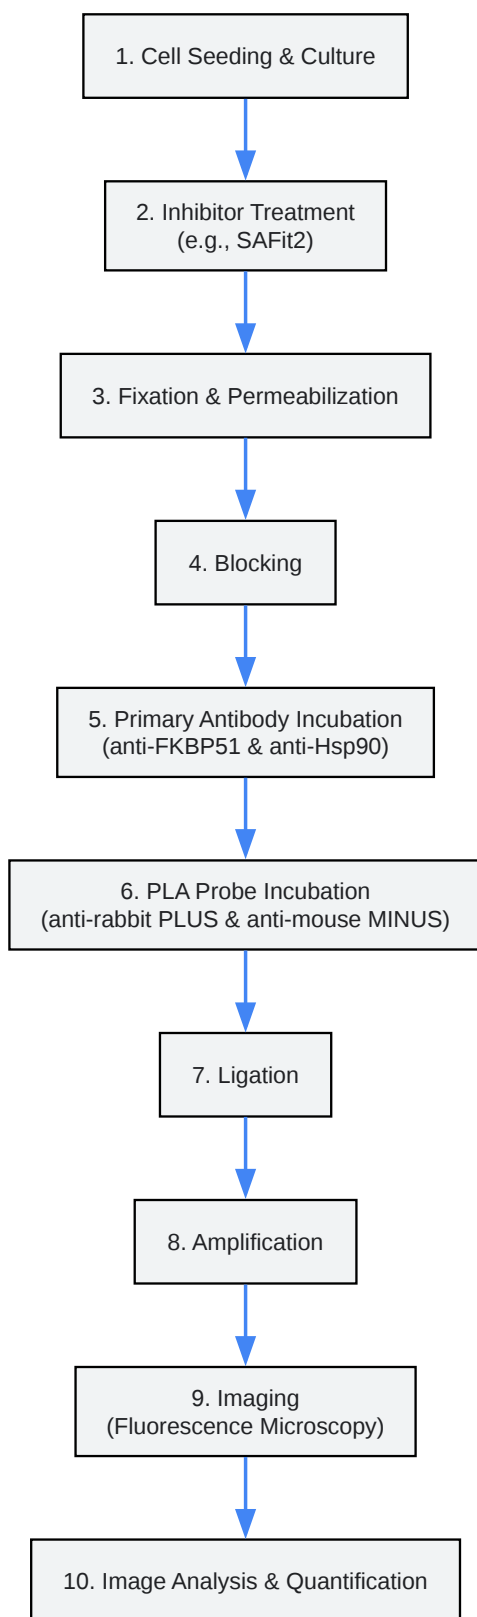 1. Cell Seeding & Culture
2. Inhibitor Treatment
(e.g., SAFit2)
3. Fixation & Permeabilization
4. Blocking
5. Primary Antibody Incubation
(anti-FKBP51 & anti-Hsp90)
6. PLA Probe Incubation
(anti-rabbit PLUS & anti-mouse MINUS)
7. Ligation
8. Amplification
9. Imaging
(Fluorescence Microscopy)
10. Image Analysis & Quantification